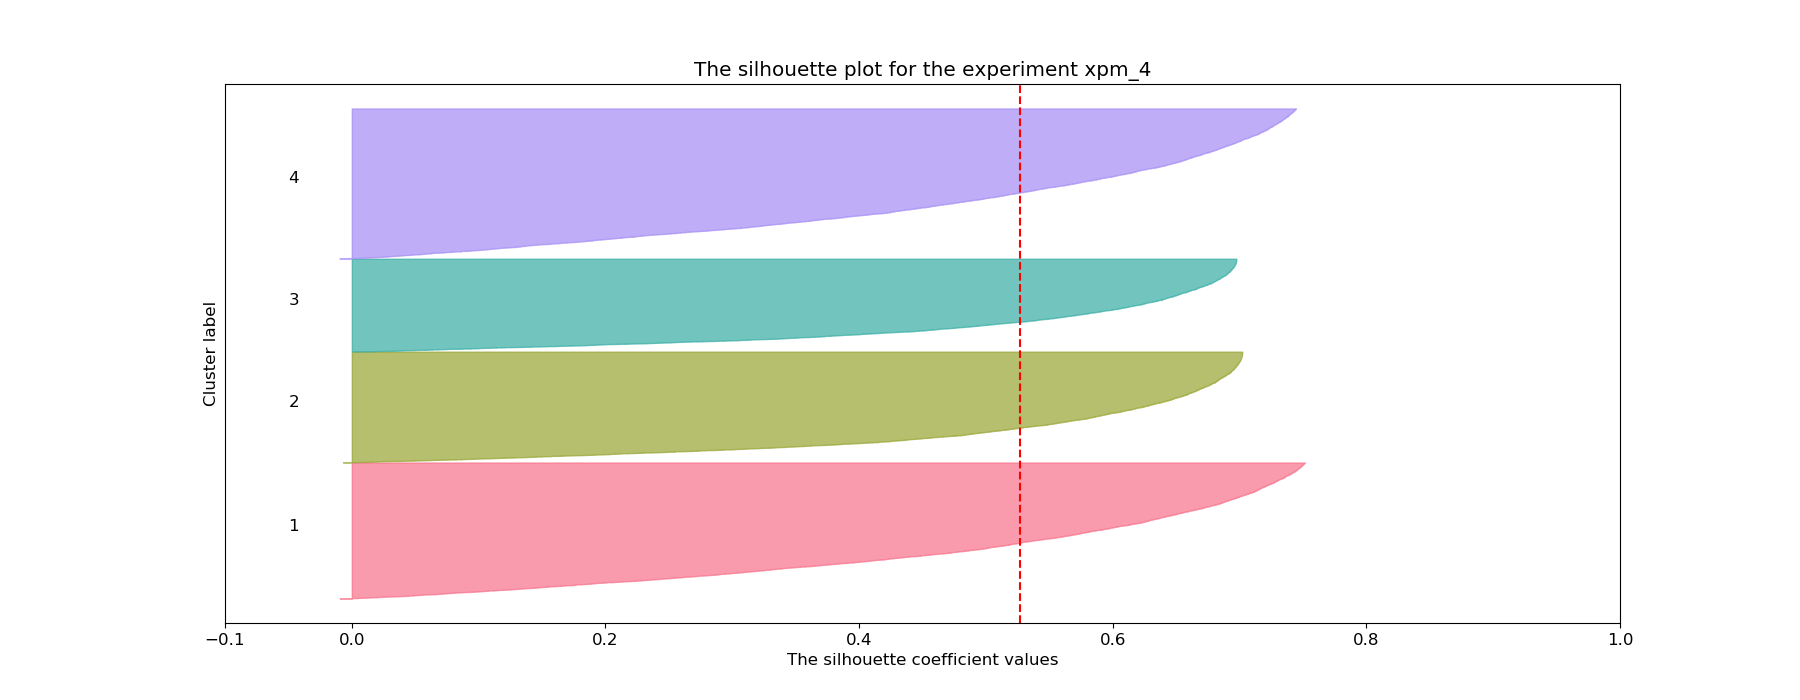 The silhouette plot for the experiment xpm_4
Cluster label
4
3
2
1
−0.1 0.0 0.2 0.4 0.6 0.8 1.0
The silhouette coefficient values